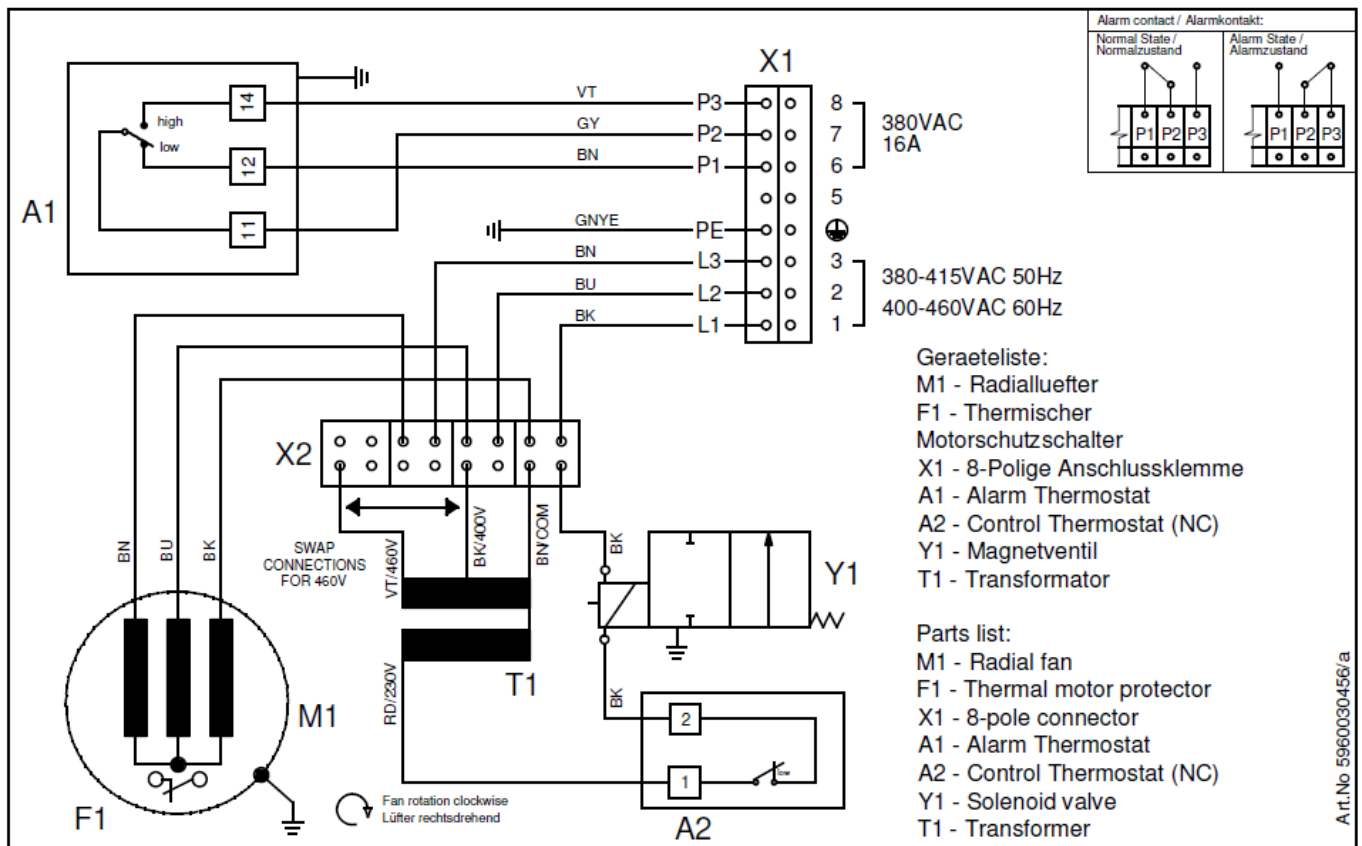 Alarm contact / Alarmkontakt:
Normal State /
Normalzustand
Alarm State /
Alarmzustand
P1 P2 P3
P1 P2 P3
X1
A1
14
high
low
12
11
VT
GY
BN
GNYE
BN
BU
BK
P3
P2
P1
PE
L3
L2
L1
8
7
6
5
3
2
1
380VAC
16A
380-415VAC 50Hz
400-460VAC 60Hz
X2
SWAP
CONNECTIONS
FOR 460V
VT/460V
BK/400V
BN/COM
BK
Y1
BN
BU
BK
T1
RD/230V
BK
M1
F1
Fan rotation clockwise
Lüfter rechtsdrehend
2
1
low
A2
Geraeteliste:
M1 - Radialluefter
F1 - Thermischer
Motorschutzschalter
X1 - 8-Polige Anschlussklemme
A1 - Alarm Thermostat
A2 - Control Thermostat (NC)
Y1 - Magnetventil
T1 - Transformator
Parts list:
M1 - Radial fan
F1 - Thermal motor protector
X1 - 8-pole connector
A1 - Alarm Thermostat
A2 - Control Thermostat (NC)
Y1 - Solenoid valve
T1 - Transformer
Art.No 5960030456/a